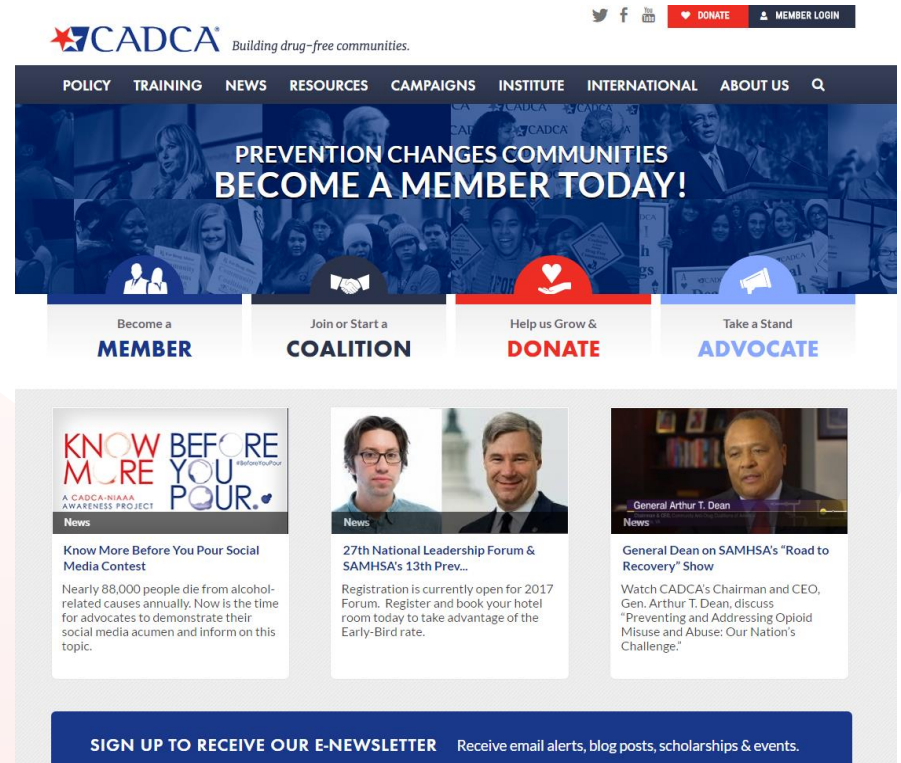 DONATE
MEMBER LOGIN
CADCA
Building drug-free communities.
POLICY TRAINING NEWS RESOURCES CAMPAIGNS INSTITUTE INTERNATIONAL ABOUT US
PREVENTION CHANGES COMMUNITIES
BECOME A MEMBER TODAY!
Become a
MEMBER
Join or Start a
COALITION
Help us Grow &
DONATE
Take a Stand
ADVOCATE
KNOW BEFORE
MORE YOU
#BeforeYouPour
POUR.
A CADCA-NIAAA
AWARENESS PROJECT
News
Know More Before You Pour Social
Media Contest
Nearly 88,000 people die from alcohol-
related causes annually. Now is the time
for advocates to demonstrate their
social media acumen and inform on this
topic.
News
27th National Leadership Forum &
SAMHSA's 13th Prev...
Registration is currently open for 2017
Forum. Register and book your hotel
room today to take advantage of the
Early-Bird rate.
General Arthur T. Dean
News
General Dean on SAMHSA's "Road to
Recovery" Show
Watch CADCA's Chairman and CEO,
Gen. Arthur T. Dean, discuss
"Preventing and Addressing Opioid
Misuse and Abuse: Our Nation's
Challenge."
SIGN UP TO RECEIVE OUR E-NEWSLETTER Receive email alerts, blog posts, scholarships & events.